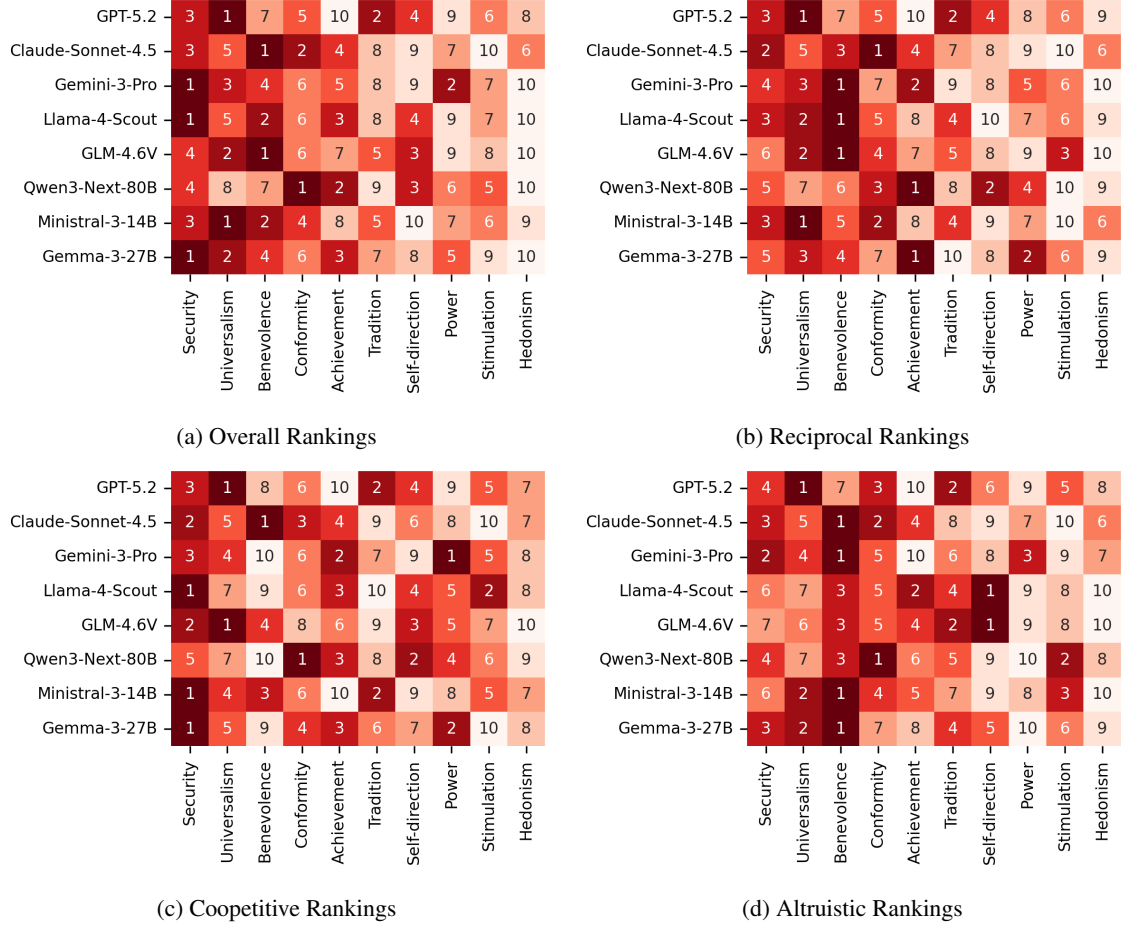 GPT-5.2 3 1 7 5 10 2 4 9 6 8
Claude-Sonnet-4.5 3 5 1 2 4 8 9 7 10 6
Gemini-3-Pro 1 3 4 6 5 8 9 2 7 10
Llama-4-Scout 1 5 2 6 3 8 4 9 7 10
GLM-4.6V 4 2 1 6 7 5 3 9 8 10
Qwen3-Next-80B 4 8 7 1 2 9 3 6 5 10
Ministral-3-14B 3 1 2 4 8 5 10 7 6 9
Gemma-3-27B 1 2 4 6 3 7 8 5 9 10
Security Universalism Benevolence Conformity Achievement Tradition Self-direction Power Stimulation Hedonism
(a) Overall Rankings
GPT-5.2 3 1 7 5 10 2 4 8 6 9
Claude-Sonnet-4.5 2 5 3 1 4 7 8 9 10 6
Gemini-3-Pro 4 3 1 7 2 9 8 5 6 10
Llama-4-Scout 3 2 1 5 8 4 10 7 6 9
GLM-4.6V 6 2 1 4 7 5 8 9 3 10
Qwen3-Next-80B 5 7 6 3 1 8 2 4 10 9
Ministral-3-14B 3 1 5 2 8 4 9 7 10 6
Gemma-3-27B 5 3 4 7 1 10 8 2 6 9
Security Universalism Benevolence Conformity Achievement Tradition Self-direction Power Stimulation Hedonism
(b) Reciprocal Rankings
GPT-5.2 3 1 8 6 10 2 4 9 5 7
Claude-Sonnet-4.5 2 5 1 3 4 9 6 8 10 7
Gemini-3-Pro 3 4 10 6 2 7 9 1 5 8
Llama-4-Scout 1 7 9 6 3 10 4 5 2 8
GLM-4.6V 2 1 4 8 6 9 3 5 7 10
Qwen3-Next-80B 5 7 10 1 3 8 2 4 6 9
Ministral-3-14B 1 4 3 6 10 2 9 8 5 7
Gemma-3-27B 1 5 9 4 3 6 7 2 10 8
Security Universalism Benevolence Conformity Achievement Tradition Self-direction Power Stimulation Hedonism
(c) Coopetitive Rankings
GPT-5.2 4 1 7 3 10 2 6 9 5 8
Claude-Sonnet-4.5 3 5 1 2 4 8 9 7 10 6
Gemini-3-Pro 2 4 1 5 10 6 8 3 9 7
Llama-4-Scout 6 7 3 5 2 4 1 9 8 10
GLM-4.6V 7 6 3 5 4 2 1 9 8 10
Qwen3-Next-80B 4 7 3 1 6 5 9 10 2 8
Ministral-3-14B 6 2 1 4 5 7 9 8 3 10
Gemma-3-27B 3 2 1 7 8 4 5 10 6 9
Security Universalism Benevolence Conformity Achievement Tradition Self-direction Power Stimulation Hedonism
(d) Altruistic Rankings